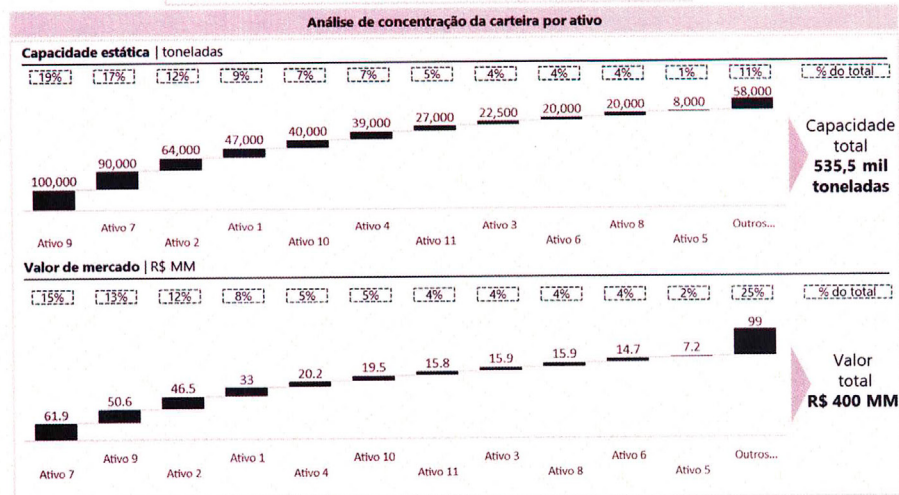 Análise de concentração da carteira por ativo
Capacidade estática | toneladas
19% 17% 12% 9% 7% 7% 5% 4% 4% 4% 1% 11% % do total
100,000 90,000 64,000 47,000 40,000 39,000 27,000 22,500 20,000 20,000 8,000 58,000
Capacidade
total
535,5 mil
toneladas
Ativo 9 Ativo 7 Ativo 2 Ativo 1 Ativo 10 Ativo 4 Ativo 11 Ativo 3 Ativo 6 Ativo 8 Ativo 5 Outros...
Valor de mercado | R$ MM
15% 13% 12% 8% 5% 5% 4% 4% 4% 4% 2% 25% % do total
61.9 50.6 46.5 33 20.2 19.5 15.8 15.9 15.9 14.7 7.2 99
Valor
total
R$ 400 MM
Ativo 7 Ativo 9 Ativo 2 Ativo 1 Ativo 4 Ativo 10 Ativo 11 Ativo 3 Ativo 8 Ativo 6 Ativo 5 Outros...